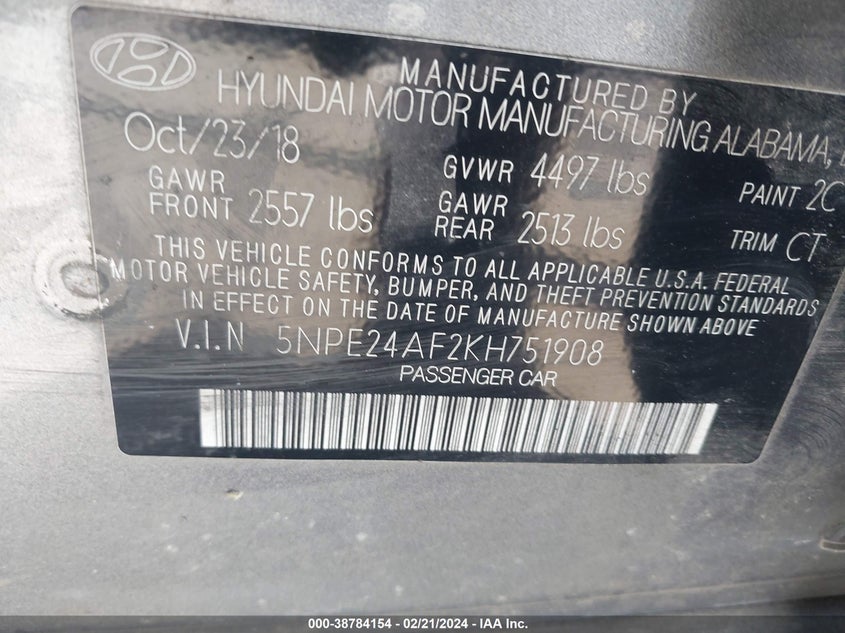 MANUFACTURED BY
HYUNDAI MOTOR MANUFACTURING ALABAMA,
Oct/23/18
GVWR 4497 lbs
PAINT 2C
GAWR FRONT 2557 lbs
GAWR REAR 2513 lbs
TRIM CT
THIS VEHICLE CONFORMS TO ALL APPLICABLE U.S.A. FEDERAL
MOTOR VEHICLE SAFETY, BUMPER, AND THEFT PREVENTION STANDARDS
IN EFFECT ON THE DATE OF MANUFACTURE SHOWN ABOVE
V.I.N 5NPE24AF2KH751908
PASSENGER CAR
000-38784154 - 02/21/2024 - IAA Inc.